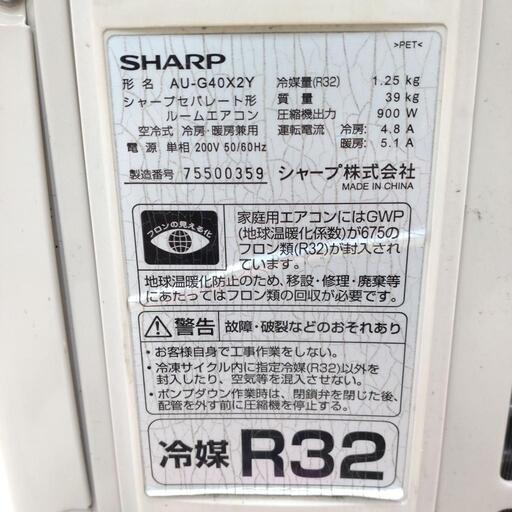 >PET<
SHARP
形名 AU-G40X2Y
シャープセパレート形
ルームエアコン
空冷式 冷房・暖房兼用
電源 単相 200V 50/60Hz
製造番号 75500359
冷媒量(R32) 1.25 kg
質量 39 kg
圧縮機出力 900 W
運転電流 冷房: 4.8 A
暖房: 5.1 A
シャープ株式会社
MADE IN CHINA
フロンの見える化
家庭用エアコンにはGWP
(地球温暖化係数)が675の
フロン類(R32)が封入され
ています。
地球温暖化防止のため、移設・修理・廃棄等
にあたってはフロン類の回収が必要です。
警告 故障・破裂などのおそれあり
・お客様自身で工事作業をしない。
・冷凍サイクル内に指定冷媒(R32)以外を
封入したり、空気等を混入させない。
・ポンプダウン作業時は、閉鎖弁を閉じた後、
配管を外す前に圧縮機を停止する。
冷媒 R32